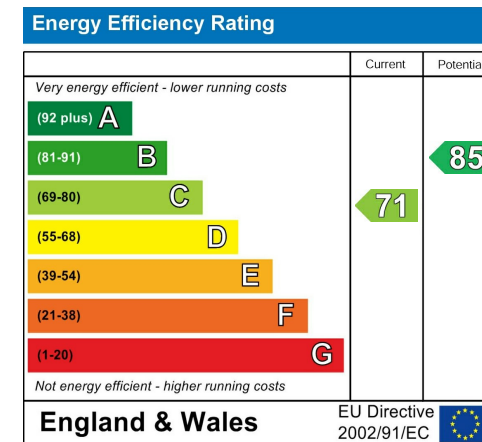 Energy Efficiency Rating
Current Potentia
Very energy efficient - lower running costs
(92 plus) A
(81-91) B
85
(69-80) C
71
(55-68) D
(39-54) E
(21-38) F
(1-20) G
Not energy efficient - higher running costs
England & Wales
EU Directive
2002/91/EC